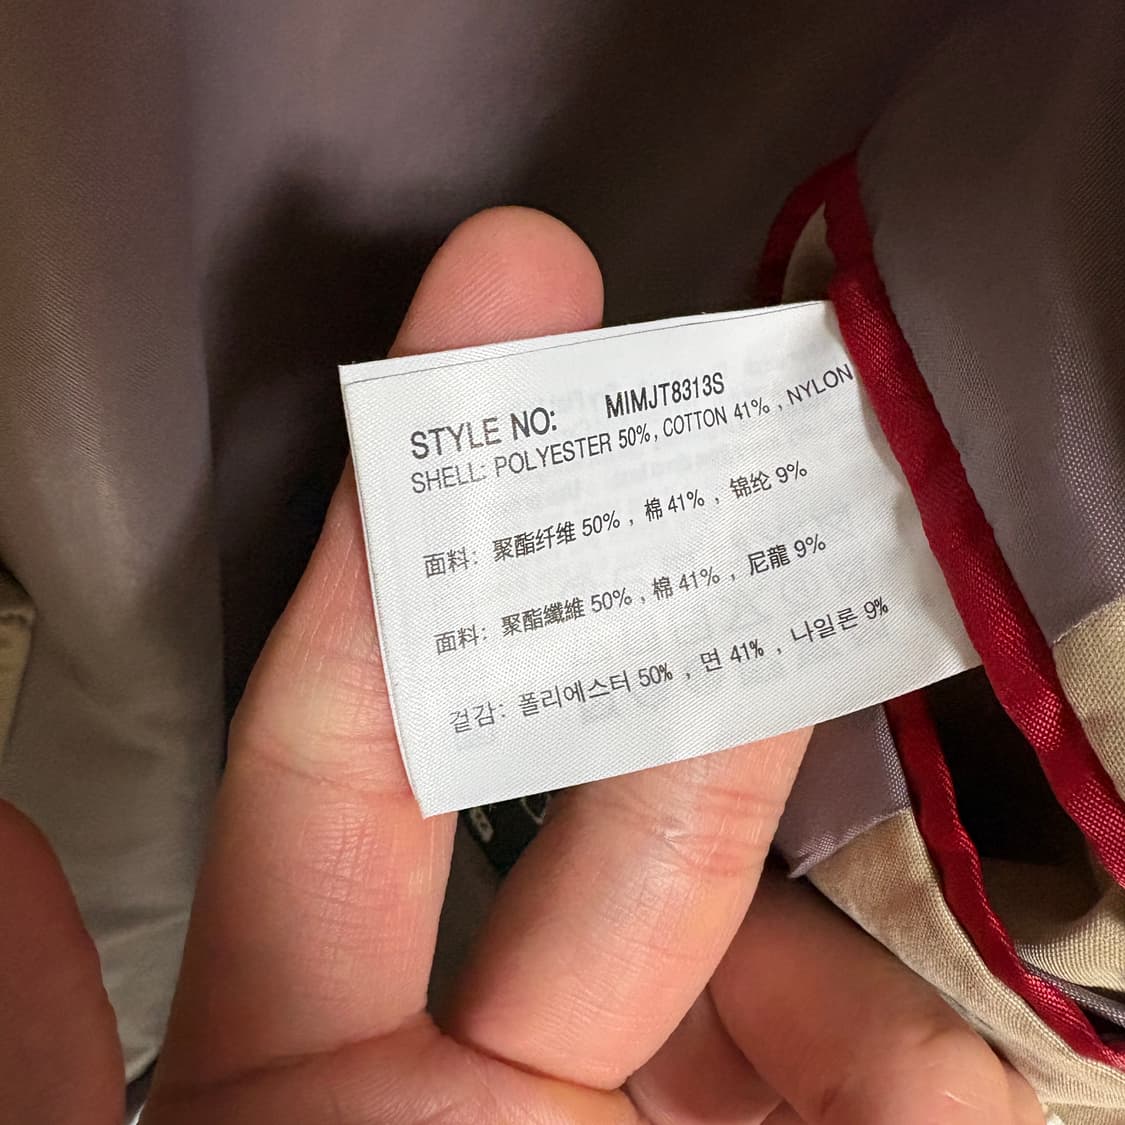 STYLE NO: MIMJT8313S
SHELL: POLYESTER 50%, COTTON 41% , NYLON
面料: 聚酯纤维 50% , 棉 41% , 锦纶 9%
面料: 聚酯纖維 50% , 棉 41% , 尼龍 9%
겉감: 폴리에스터 50% , 면 41% , 나일론 9%